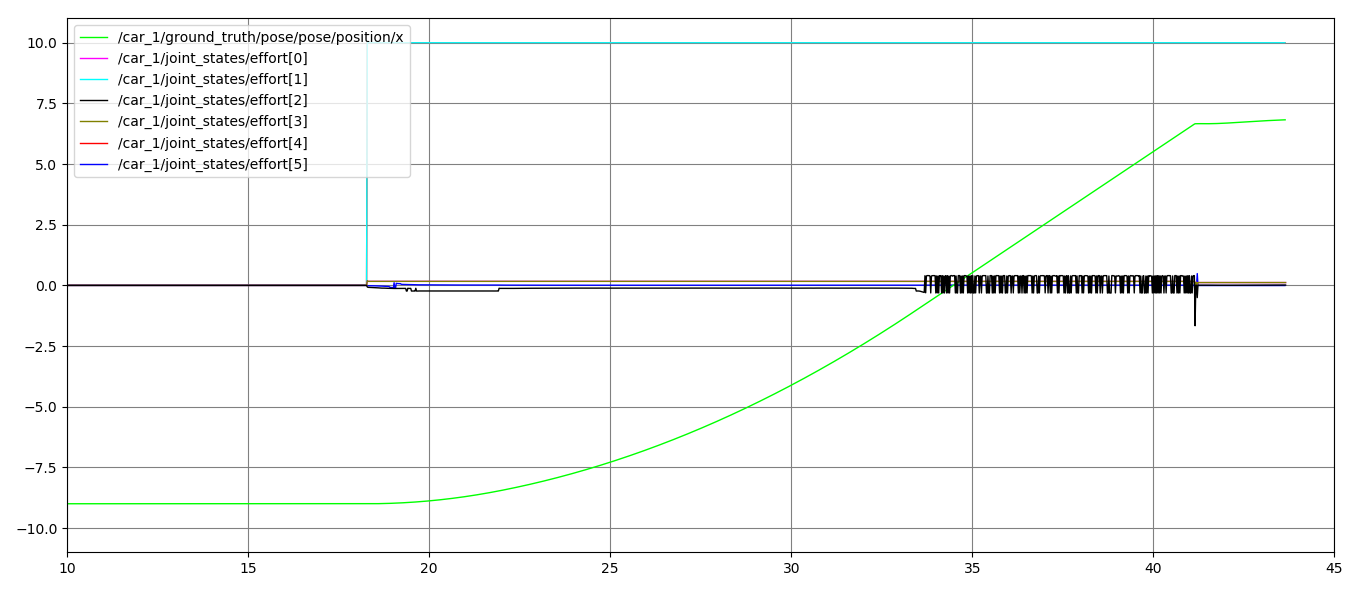 10.0
7.5
5.0
2.5
0.0
−2.5
−5.0
−7.5
−10.0
/car_1/ground_truth/pose/pose/position/x
/car_1/joint_states/effort[0]
/car_1/joint_states/effort[1]
/car_1/joint_states/effort[2]
/car_1/joint_states/effort[3]
/car_1/joint_states/effort[4]
/car_1/joint_states/effort[5]
10 15 20 25 30 35 40 45